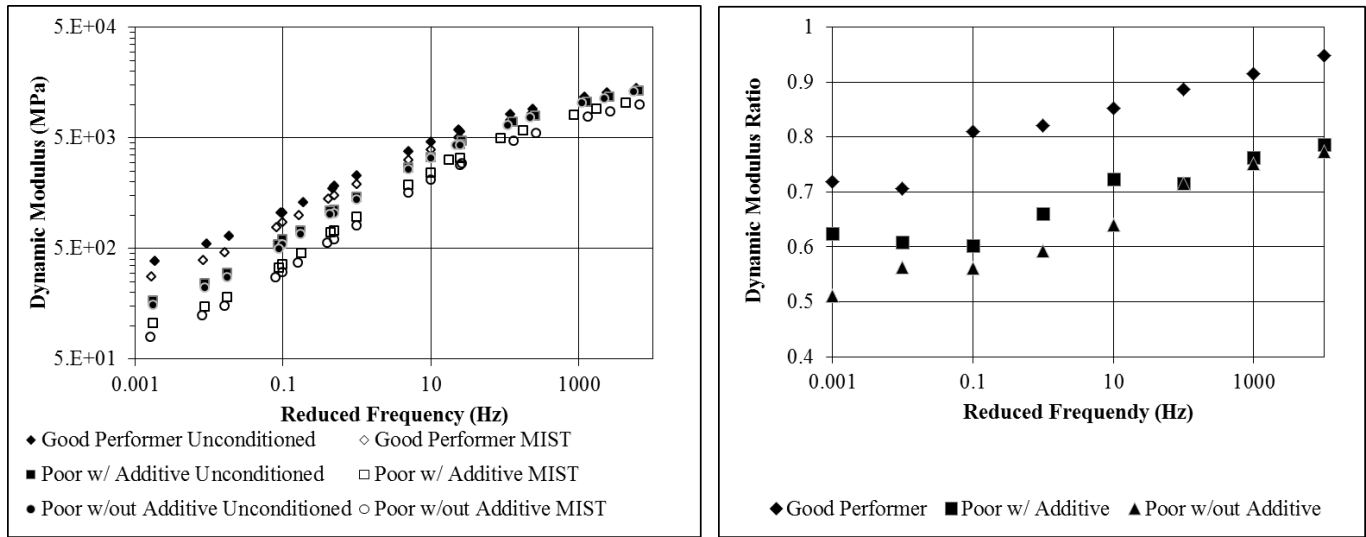 5.E+04
5.E+03
5.E+02
5.E+01
Dynamic Modulus (MPa)
0.001 0.1 10 1000
Reduced Frequency (Hz)
Good Performer Unconditioned Good Performer MIST
Poor w/ Additive Unconditioned Poor w/ Additive MIST
Poor w/out Additive Unconditioned Poor w/out Additive MIST
1
0.9
0.8
0.7
0.6
0.5
0.4
Dynamic Modulus Ratio
0.001 0.1 10 1000
Reduced Frequendy (Hz)
Good Performer Poor w/ Additive Poor w/out Additive